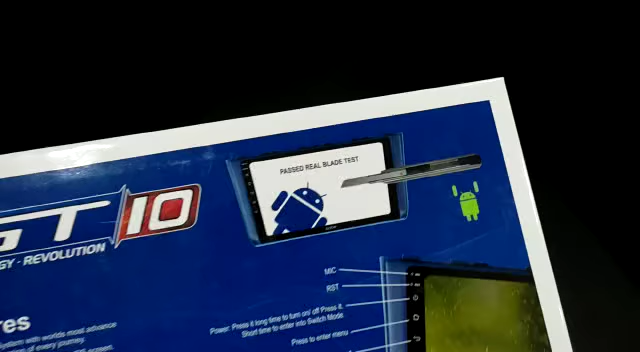 PASSED REAL BLADE TEST
ST 10
GY - REVOLUTION
MIC
RST
Power: Press it long time to turn on/ off Press it.
Short time to enter into Switch Mode.
Press to enter menu
res
System with worlds most advance
of every journey.
screen